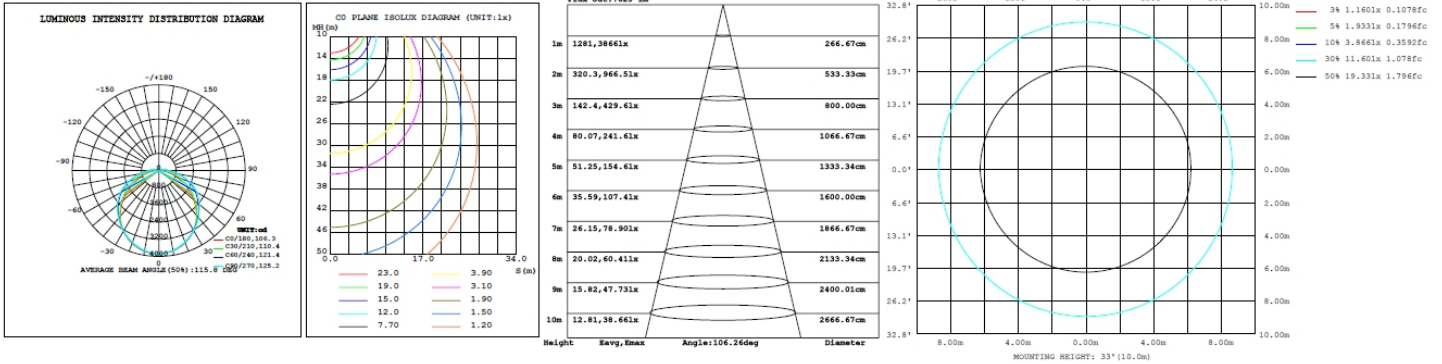 LUMINOUS INTENSITY DISTRIBUTION DIAGRAM
-/+180
-150
150
-120
120
-90
90
-60
60
-30
30
0
0
800
1600
2400
3200
4000
UNIT:cd
C0/180,106.3
C30/210,110.4
C60/240,121.4
C90/270,125.2
AVERAGE BEAM ANGLE(50%):115.8 DEG
C0 PLANE ISOLUX DIAGRAM (UNIT:lx)
MH(m)
10
14
18
22
26
30
34
38
42
46
50
0.0
17.0
34.0
S(m)
23.0
19.0
15.0
12.0
7.70
3.90
3.10
1.90
1.50
1.20
1m 1281,3866lx 266.67cm
2m 320.3,966.5lx 533.33cm
3m 142.4,429.6lx 800.00cm
4m 80.07,241.6lx 1066.67cm
5m 51.25,154.6lx 1333.34cm
6m 35.59,107.4lx 1600.00cm
7m 26.15,78.90lx 1866.67cm
8m 20.02,60.41lx 2133.34cm
9m 15.82,47.73lx 2400.01cm
10m 12.81,38.66lx 2666.67cm
Height Eavg,Emax Angle:106.26deg Diameter
32.8' 10.00m
26.2' 8.00m
19.7' 6.00m
13.1' 4.00m
6.6' 2.00m
0.0' 0.00m
6.6' 2.00m
13.1' 4.00m
19.7' 6.00m
26.2' 8.00m
32.8' 10.00m
8.00m 4.00m 0.00m 4.00m 8.00m
MOUNTING HEIGHT: 33'(10.0m)
3% 1.160lx 0.1078fc
5% 1.933lx 0.1796fc
10% 3.866lx 0.3592fc
30% 11.60lx 1.078fc
50% 19.33lx 1.796fc